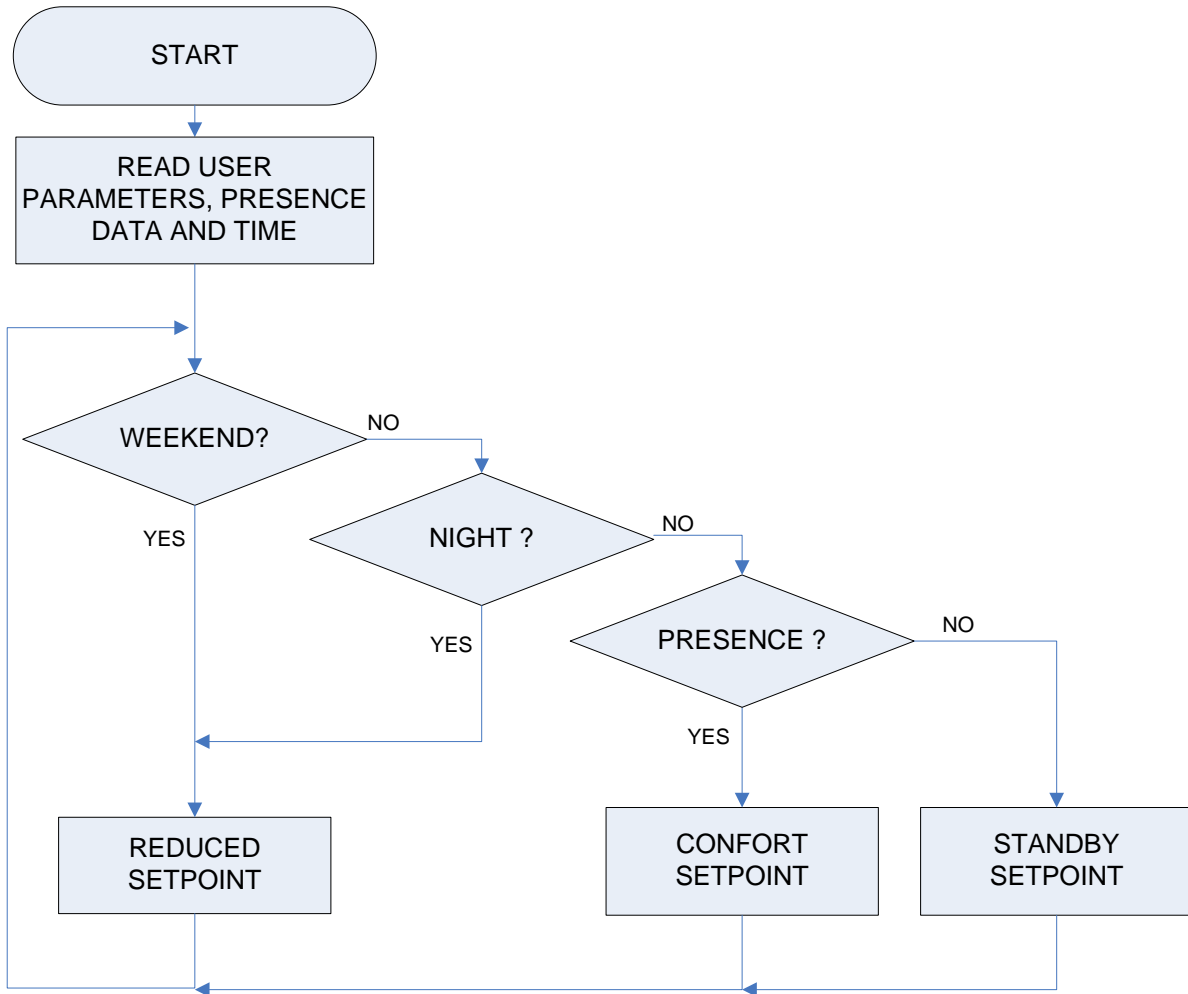 START
READ USER
PARAMETERS, PRESENCE
DATA AND TIME
WEEKEND?
NO
YES
NIGHT ?
NO
YES
PRESENCE ?
NO
YES
REDUCED
SETPOINT
CONFORT
SETPOINT
STANDBY
SETPOINT